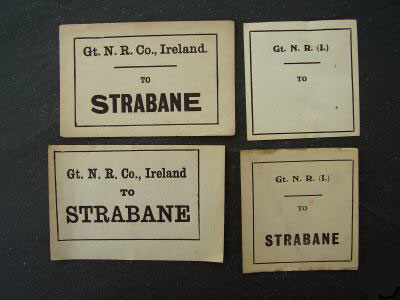 Gt. N. R. Co., Ireland.
TO
STRABANE
Gt. N. R. (I.)
TO
Gt. N. R. Co., Ireland
TO
STRABANE
Gt. N. R. (I.)
TO
STRABANE